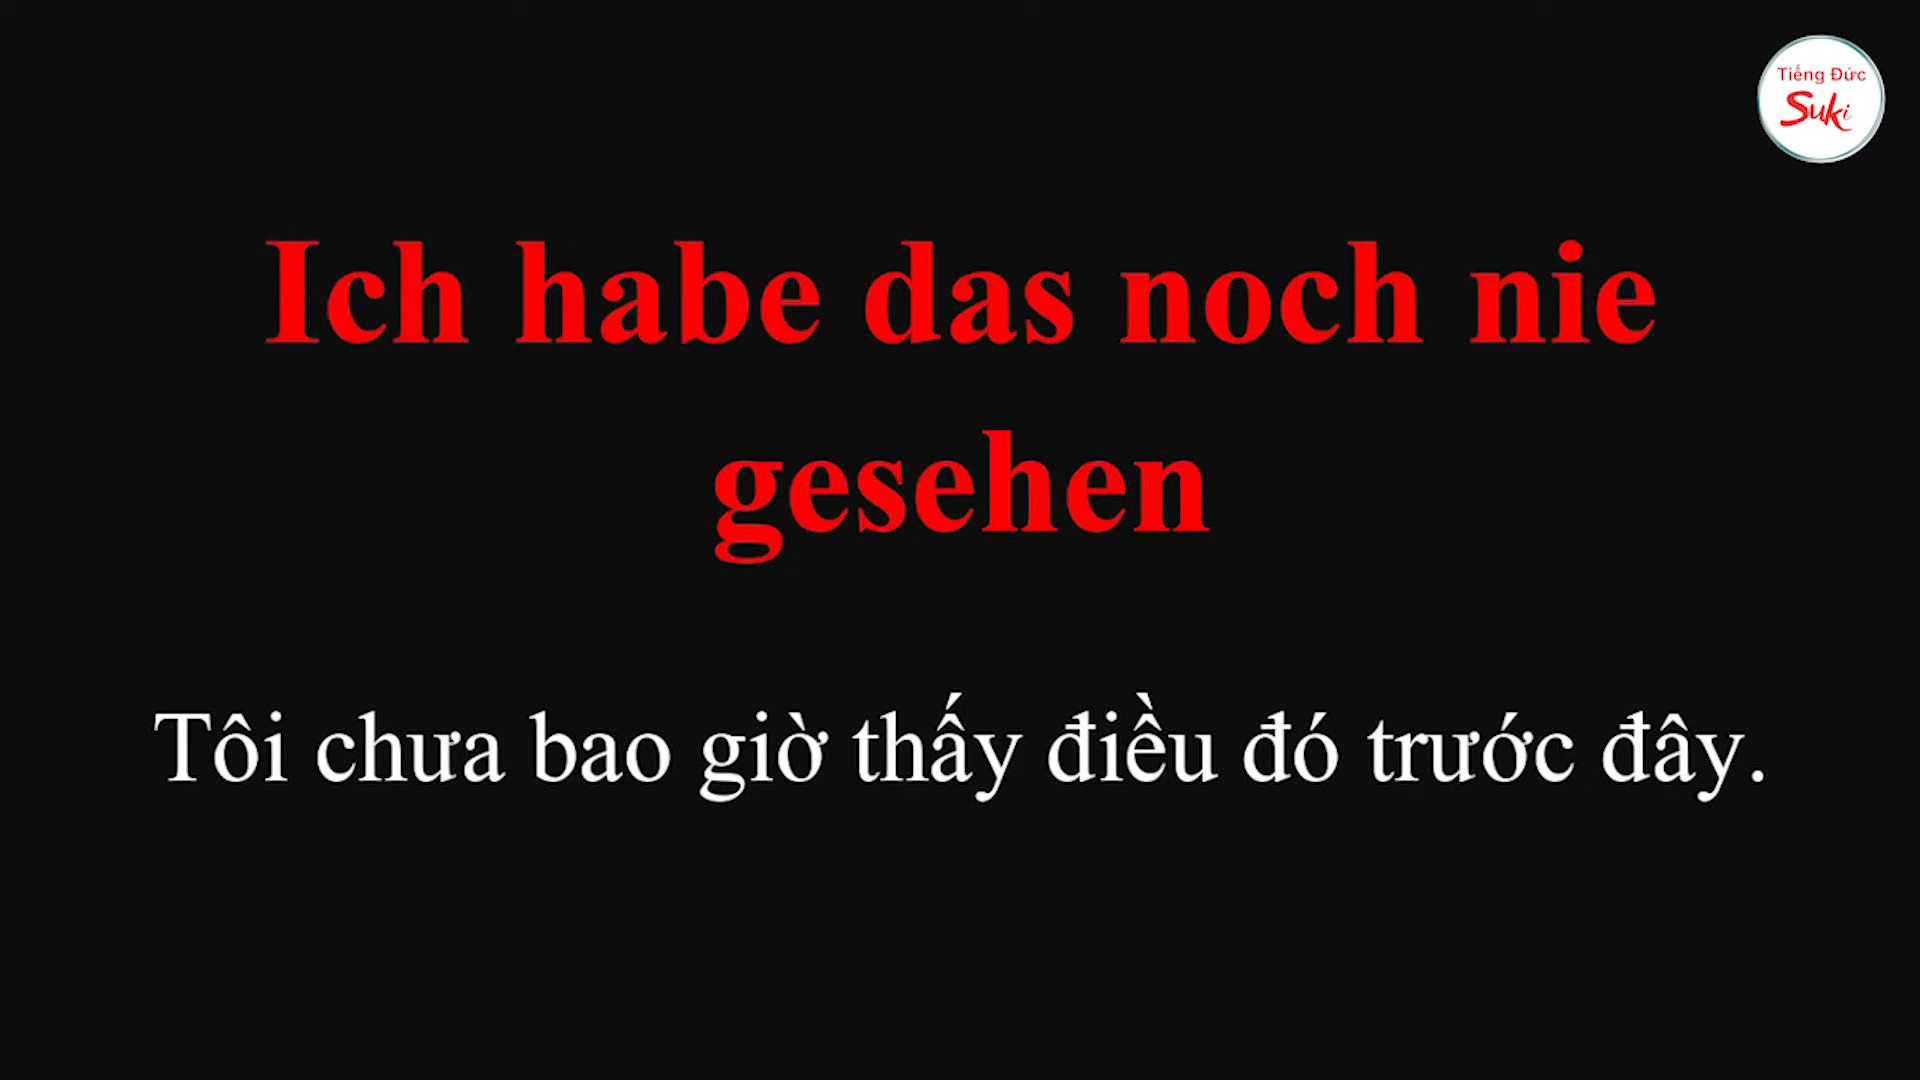 Tiếng Đức
Suki
Ich habe das noch nie
gesehen
Tôi chưa bao giờ thấy điều đó trước đây.